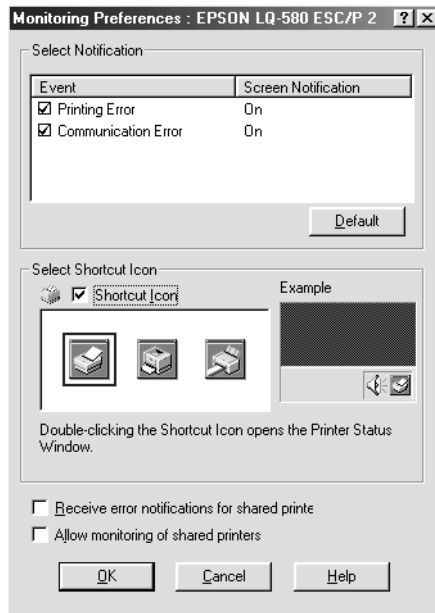 Monitoring Preferences : EPSON LQ-580 ESC/P 2 ? X
Select Notification
Event Screen Notification
Printing Error On
Communication Error On
Default
Select Shortcut Icon
Shortcut Icon
Example
Double-clicking the Shortcut Icon opens the Printer Status
Window.
Receive error notifications for shared printe
Allow monitoring of shared printers
OK Cancel Help